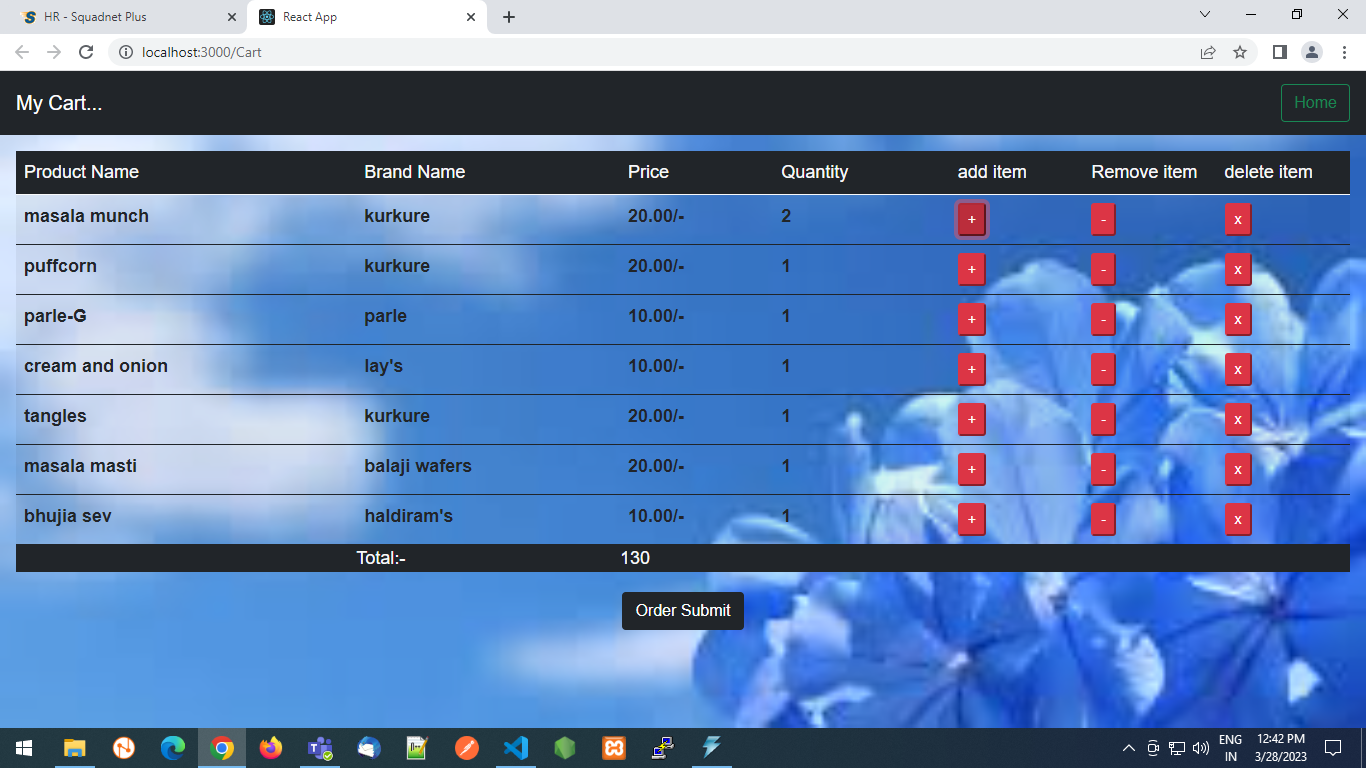 HR - Squadnet Plus
React App
localhost:3000/Cart
My Cart...
Home
Product Name Brand Name Price Quantity add item Remove item delete item
masala munch kurkure 20.00/- 2 + - x
puffcorn kurkure 20.00/- 1 + - x
parle-G parle 10.00/- 1 + - x
cream and onion lay's 10.00/- 1 + - x
tangles kurkure 20.00/- 1 + - x
masala masti balaji wafers 20.00/- 1 + - x
bhujia sev haldiram's 10.00/- 1 + - x
Total:- 130
Order Submit
ENG 12:42 PM
IN 3/28/2023